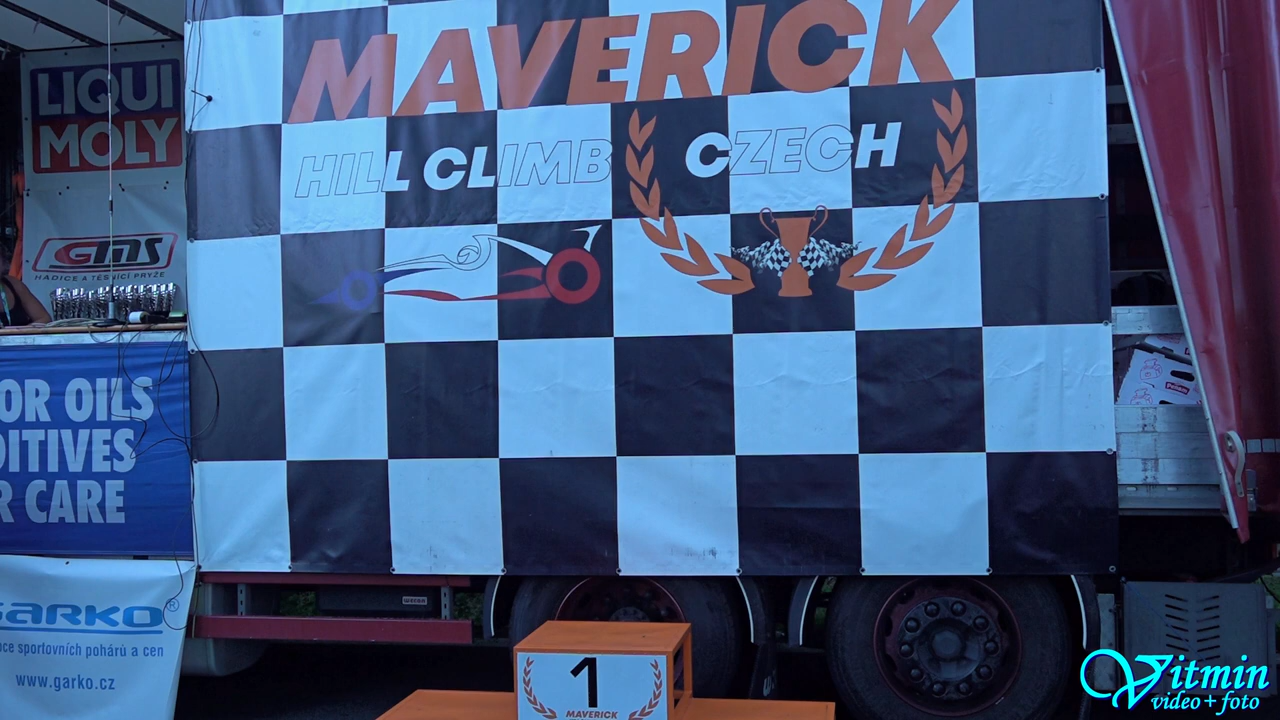 LIQUI
MOLY
GMS
HADICE A TĚSNÍCÍ PRYŽE
MAVERICK
HILL CLIMB CZECH
OR OILS
DITIVES
R CARE
GARKO®
nce sportovních pohárů a cen
www.garko.cz
1
MAVERICK
Vitmin
video+foto